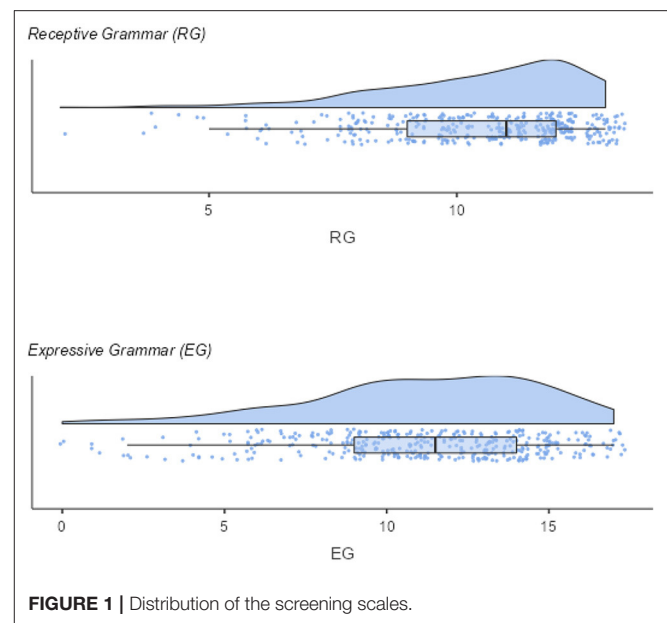 Receptive Grammar (RG)
5 10
RG
Expressive Grammar (EG)
0 5 10 15
EG
FIGURE 1 | Distribution of the screening scales.